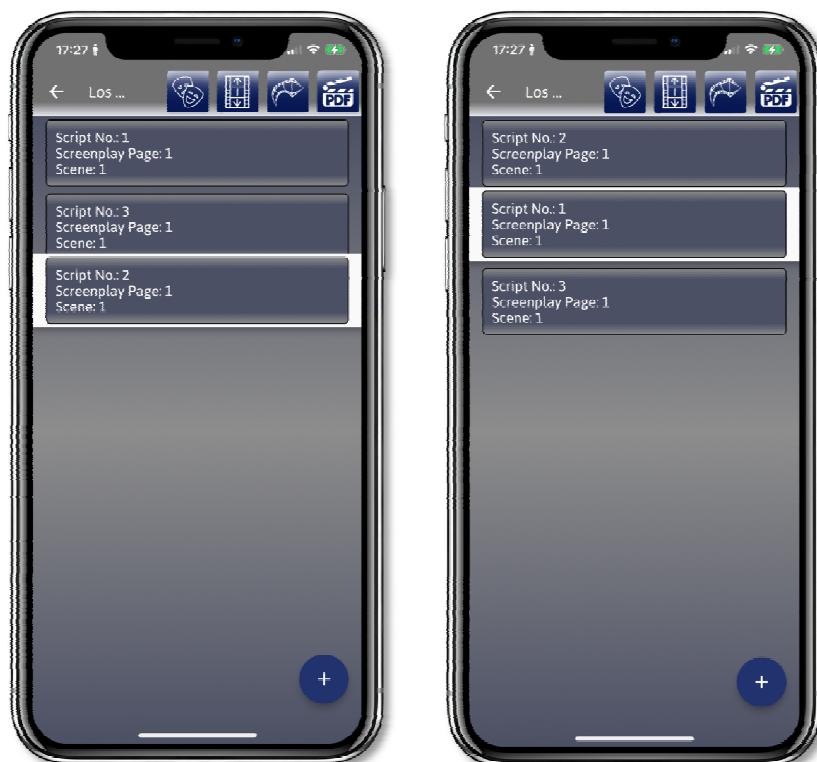 17:27
Los ...
PDF
Script No.: 1
Screenplay Page: 1
Scene: 1
Script No.: 3
Screenplay Page: 1
Scene: 1
Script No.: 2
Screenplay Page: 1
Scene: 1
+
17:27
Los ...
PDF
Script No.: 2
Screenplay Page: 1
Scene: 1
Script No.: 1
Screenplay Page: 1
Scene: 1
Script No.: 3
Screenplay Page: 1
Scene: 1
+